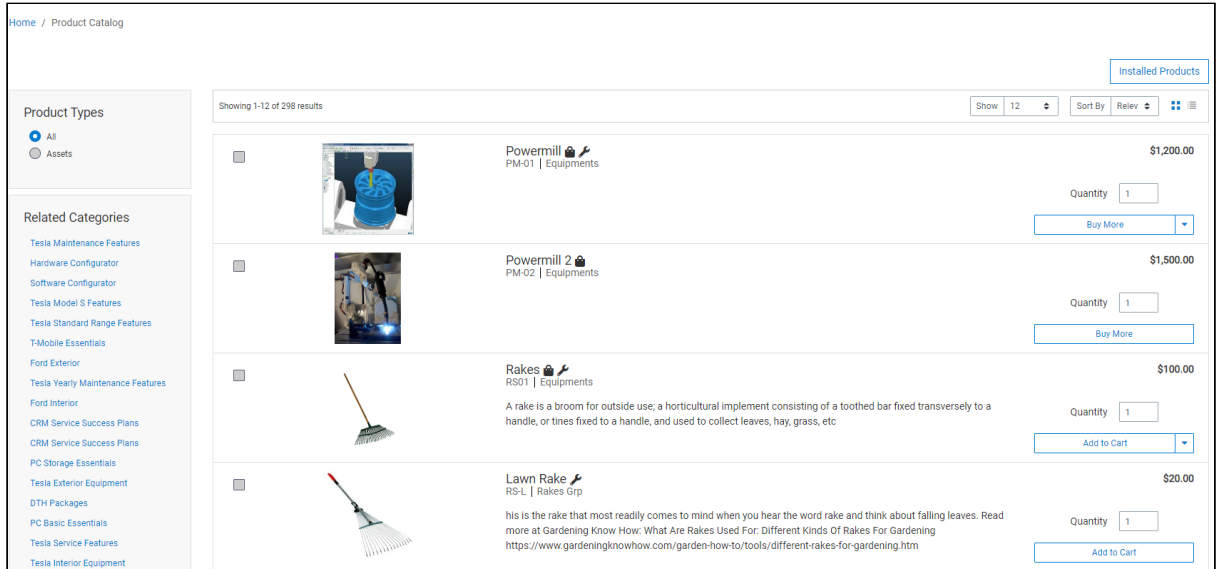 Home / Product Catalog
Installed Products
Product Types
All
Assets
Related Categories
Tesla Maintenance Features
Hardware Configurator
Software Configurator
Tesla Model S Features
Tesla Standard Range Features
T-Mobile Essentials
Ford Exterior
Tesla Yearly Maintenance Features
Ford Interior
CRM Service Success Plans
CRM Service Success Plans
PC Storage Essentials
Tesla Exterior Equipment
DTH Packages
PC Basic Essentials
Tesla Service Features
Tesla Interior Equipment
Showing 1-12 of 298 results
Show 12
Sort By Relev
Powermill
PM-01 | Equipments
$1,200.00
Quantity 1
Buy More
Powermill 2
PM-02 | Equipments
$1,500.00
Quantity 1
Buy More
Rakes
RS01 | Equipments
A rake is a broom for outside use; a horticultural implement consisting of a toothed bar fixed transversely to a
handle, or tines fixed to a handle, and used to collect leaves, hay, grass, etc
$100.00
Quantity 1
Add to Cart
Lawn Rake
RS-L | Rakes Grp
his is the rake that most readily comes to mind when you hear the word rake and think about falling leaves. Read
more at Gardening Know How: What Are Rakes Used For: Different Kinds Of Rakes For Gardening
https://www.gardeningknowhow.com/garden-how-to/tools/different-rakes-for-gardening.htm
$20.00
Quantity 1
Add to Cart